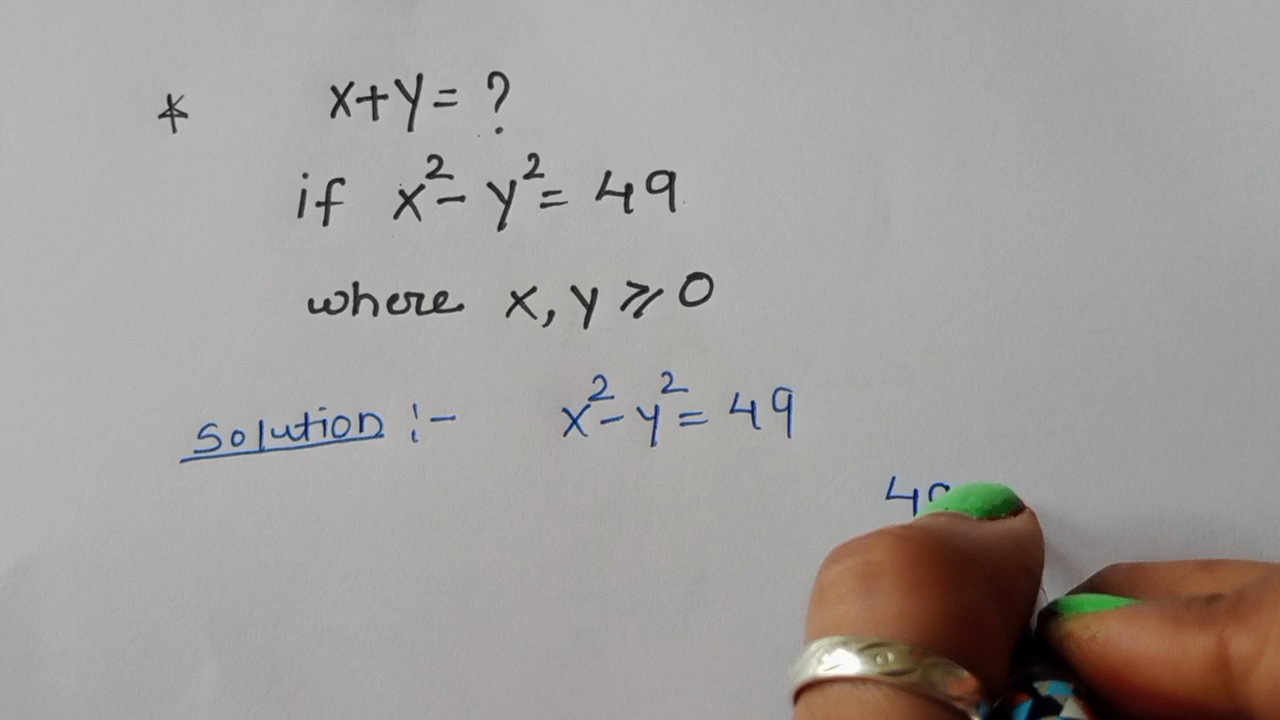 * x+y= ?
if x²- y²= 49
where x, y ⩾ 0
Solution :- x²-y²= 49